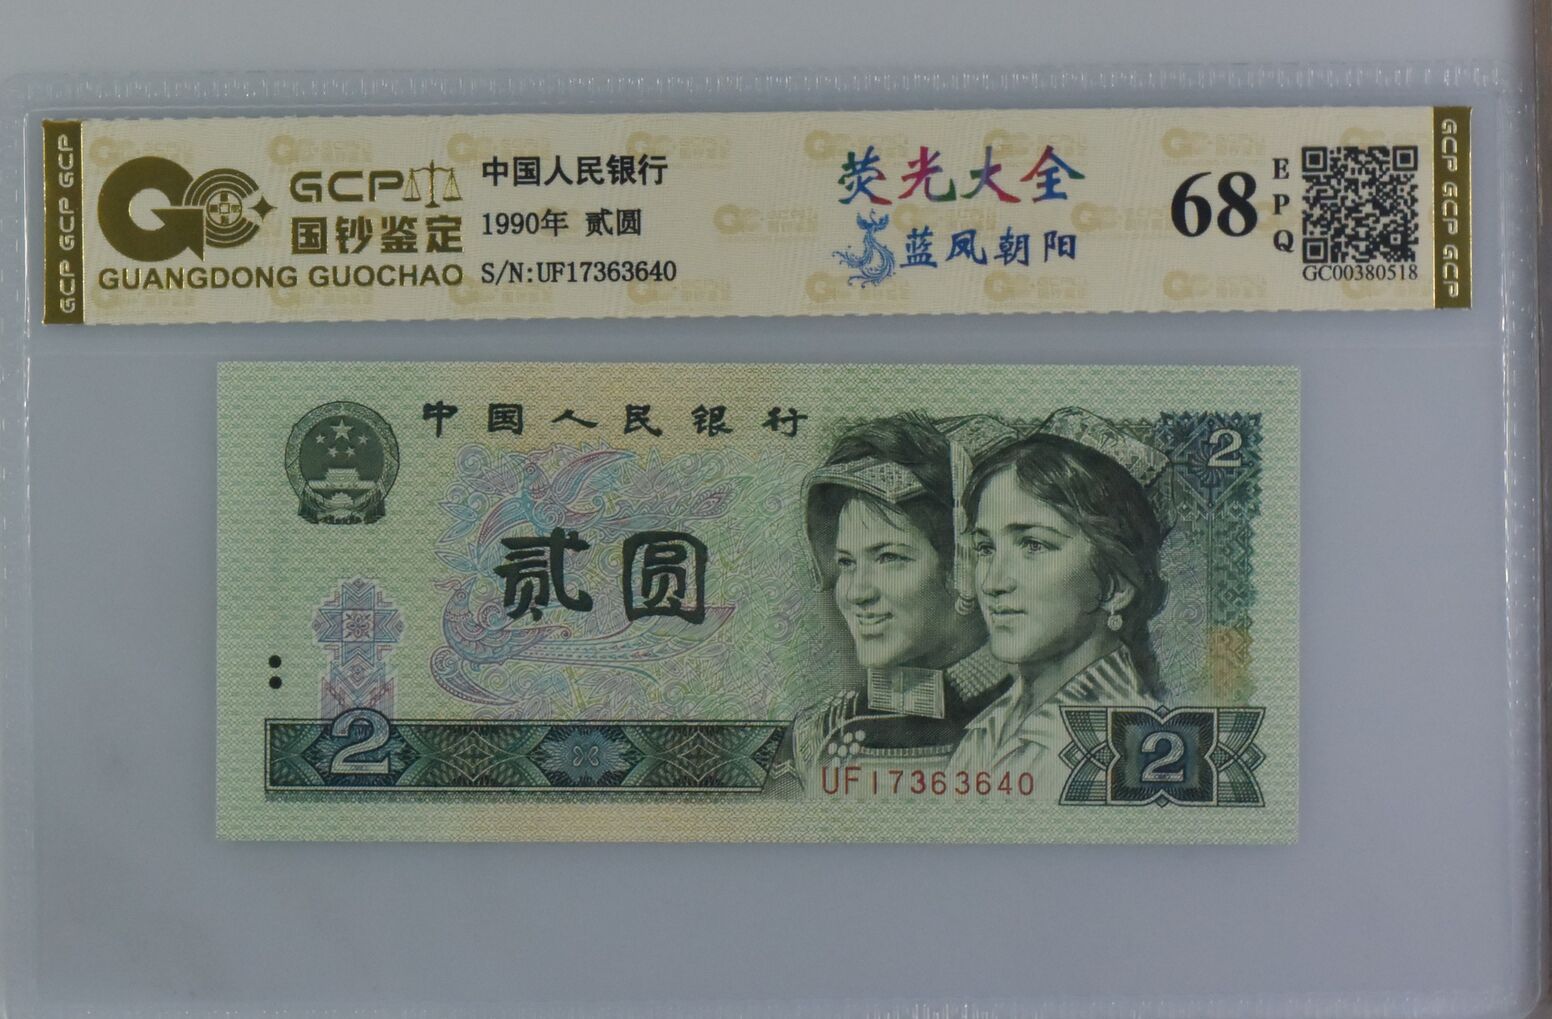 GCP
国钞鉴定
GUANGDONG GUOCHAO
中国人民银行
1990年 贰圆
S/N:UF17363640
荧光大全
蓝凤朝阳
68
EPQ
GC00380518
GCP GCP GCP
GCP GCP GCP
中国人民银行
2
贰圆
2
UF17363640
2